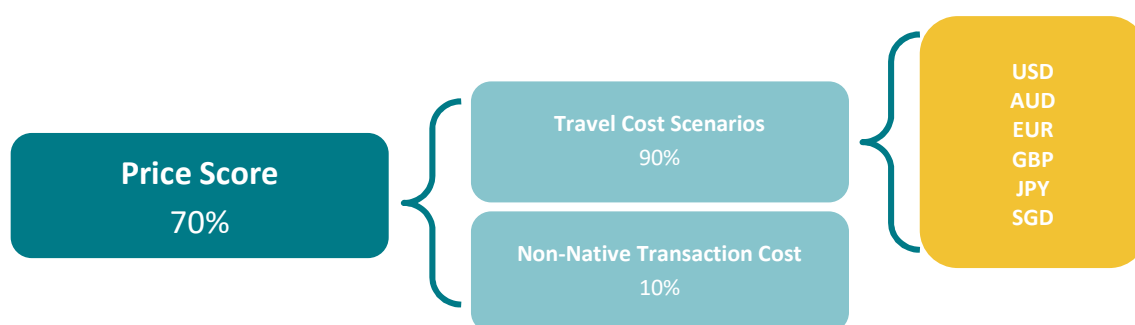 Price Score
70%
Travel Cost Scenarios
90%
Non-Native Transaction Cost
10%
USD
AUD
EUR
GBP
JPY
SGD